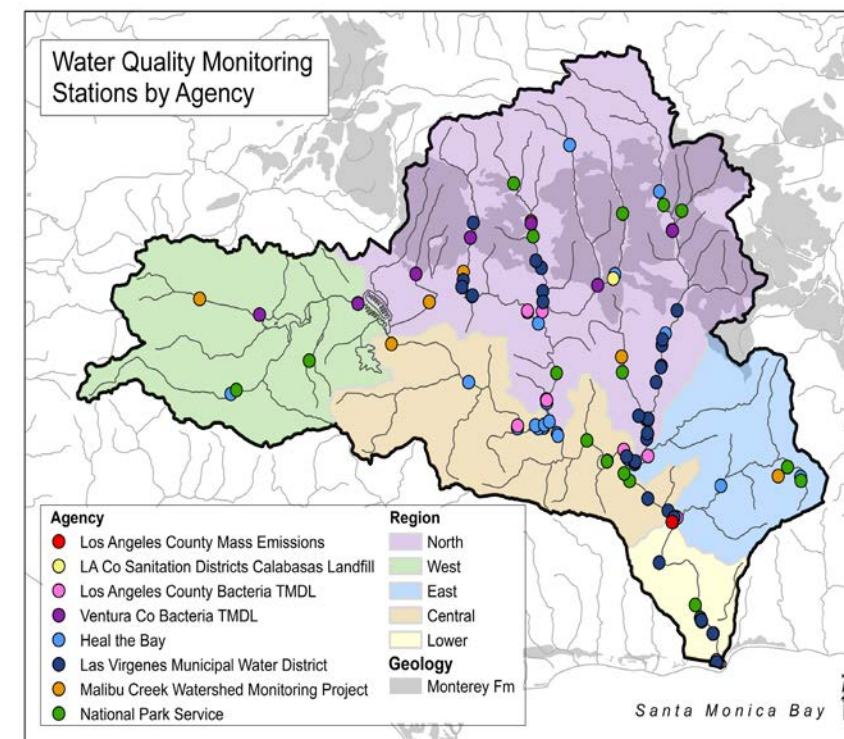 Water Quality Monitoring
Stations by Agency
Agency
Los Angeles County Mass Emissions
LA Co Sanitation Districts Calabasas Landfill
Los Angeles County Bacteria TMDL
Ventura Co Bacteria TMDL
Heal the Bay
Las Virgenes Municipal Water District
Malibu Creek Watershed Monitoring Project
National Park Service
Region
North
West
East
Central
Lower
Geology
Monterey Fm
Santa Monica Bay